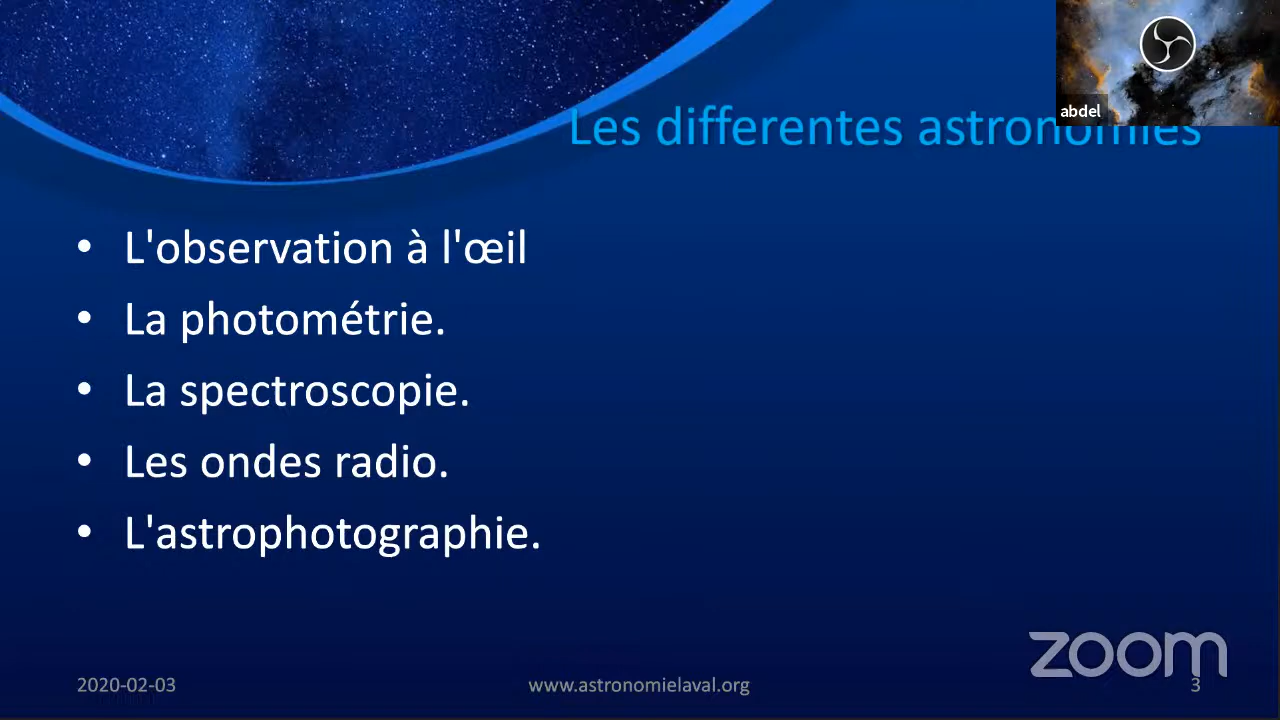 abdel
Les differentes astronomies
• L'observation à l'œil
• La photométrie.
• La spectroscopie.
• Les ondes radio.
• L'astrophotographie.
zoom
2020-02-03
www.astronomielaval.org
3